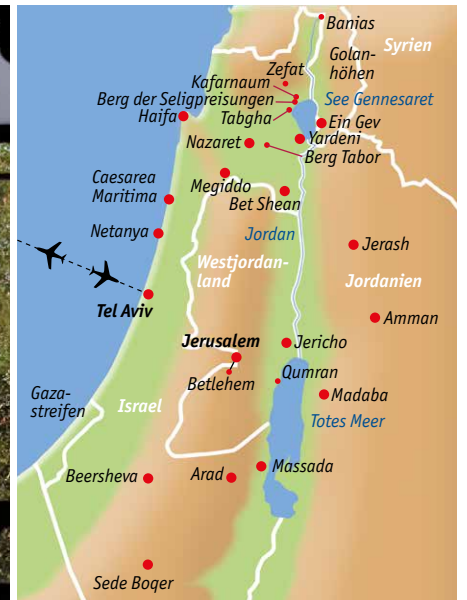 Banias
Syrien
Golan-
höhen
Zefat
Kafarnaum
Berg der Seligpreisungen
See Gennesaret
Tabgha
Haifa
Ein Gev
Yardeni
Nazaret
Berg Tabor
Megiddo
Caesarea
Maritima
Bet Shean
Netanya
Jordan
Jerash
Westjordan-
land
Jordanien
Tel Aviv
Amman
Jerusalem
Jericho
Betlehem
Qumran
Gaza-
streifen
Israel
Madaba
Totes Meer
Beersheva
Arad
Massada
Sede Boqer